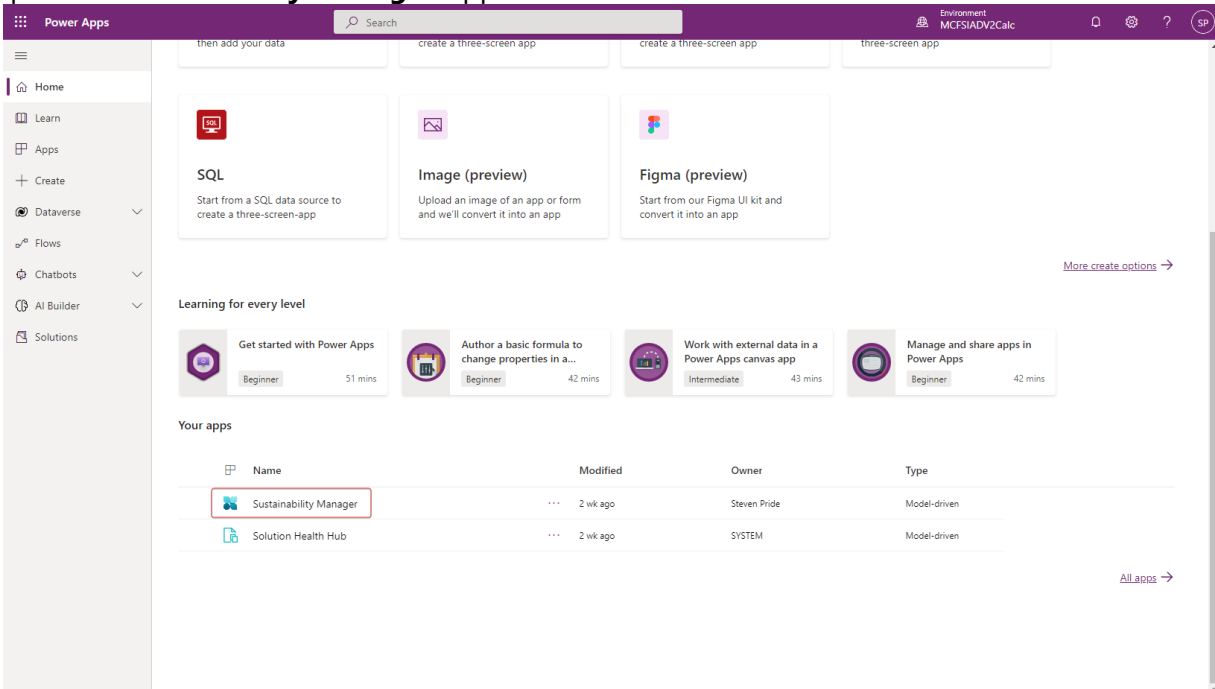 Power Apps
Search
Environment
MCFSIADV2Calc
?
SP
Home
Learn
Apps
Create
Dataverse
Flows
Chatbots
AI Builder
Solutions
then add your data
create a three-screen app
create a three-screen app
three-screen app
SQL
SQL
Start from a SQL data source to
create a three-screen-app
Image (preview)
Upload an image of an app or form
and we'll convert it into an app
Figma (preview)
Start from our Figma UI kit and
convert it into an app
More create options →
Learning for every level
Get started with Power Apps
Beginner 51 mins
Author a basic formula to
change properties in a...
Beginner 42 mins
Work with external data in a
Power Apps canvas app
Intermediate 43 mins
Manage and share apps in
Power Apps
Beginner 42 mins
Your apps
Name Modified Owner Type
Sustainability Manager ... 2 wk ago Steven Pride Model-driven
Solution Health Hub ... 2 wk ago SYSTEM Model-driven
All apps →